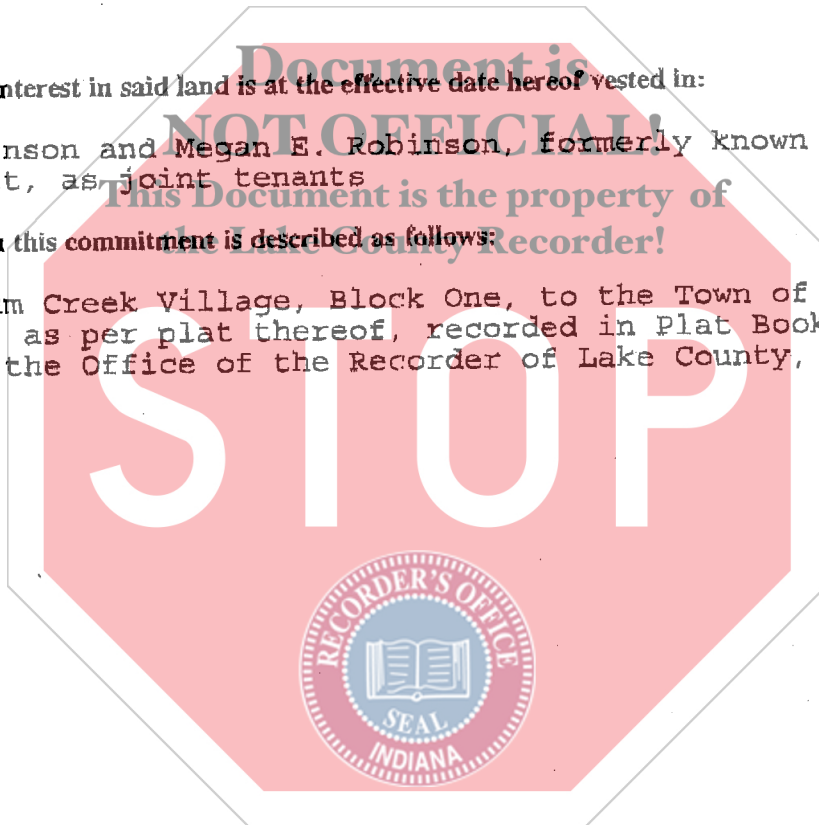 Document is
nterest in said land is at the effective date hereof vested in:
NOT OFFICIAL!
nson and Megan E. Robinson, formerly known
t, as joint tenants
This Document is the property of
this commitment is described as follows:
the Lake County Recorder!
m Creek Village, Block One, to the Town of
as per plat thereof, recorded in Plat Book
the Office of the Recorder of Lake County,
STOP
RECORDER'S OFFICE
SEAL
INDIANA